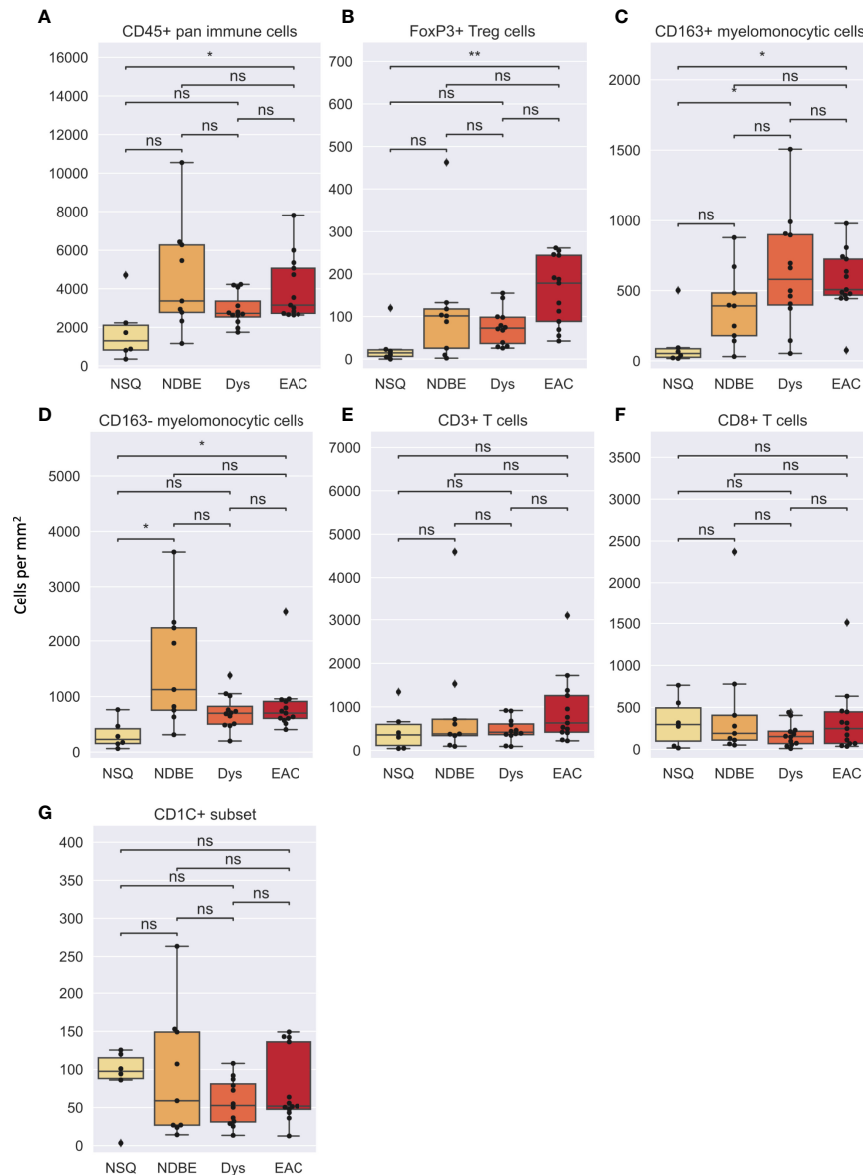 A
CD45+ pan immune cells
16000
14000
12000
10000
8000
6000
4000
2000
0
*
ns
ns
ns
ns
ns
NSQ NDBE Dys EAC
B
FoxP3+ Treg cells
700
600
500
400
300
200
100
0
**
ns
ns
ns
ns
ns
NSQ NDBE Dys EAC
C
CD163+ myelomonocytic cells
2000
1500
1000
500
0
*
ns
*
ns
ns
ns
NSQ NDBE Dys EAC
D
CD163- myelomonocytic cells
Cells per mm²
5000
4000
3000
2000
1000
0
*
ns
ns
ns
ns
*
NSQ NDBE Dys EAC
E
CD3+ T cells
7000
6000
5000
4000
3000
2000
1000
0
ns
ns
ns
ns
ns
ns
NSQ NDBE Dys EAC
F
CD8+ T cells
3500
3000
2500
2000
1500
1000
500
0
ns
ns
ns
ns
ns
ns
NSQ NDBE Dys EAC
G
CD1C+ subset
400
350
300
250
200
150
100
50
0
ns
ns
ns
ns
ns
ns
NSQ NDBE Dys EAC